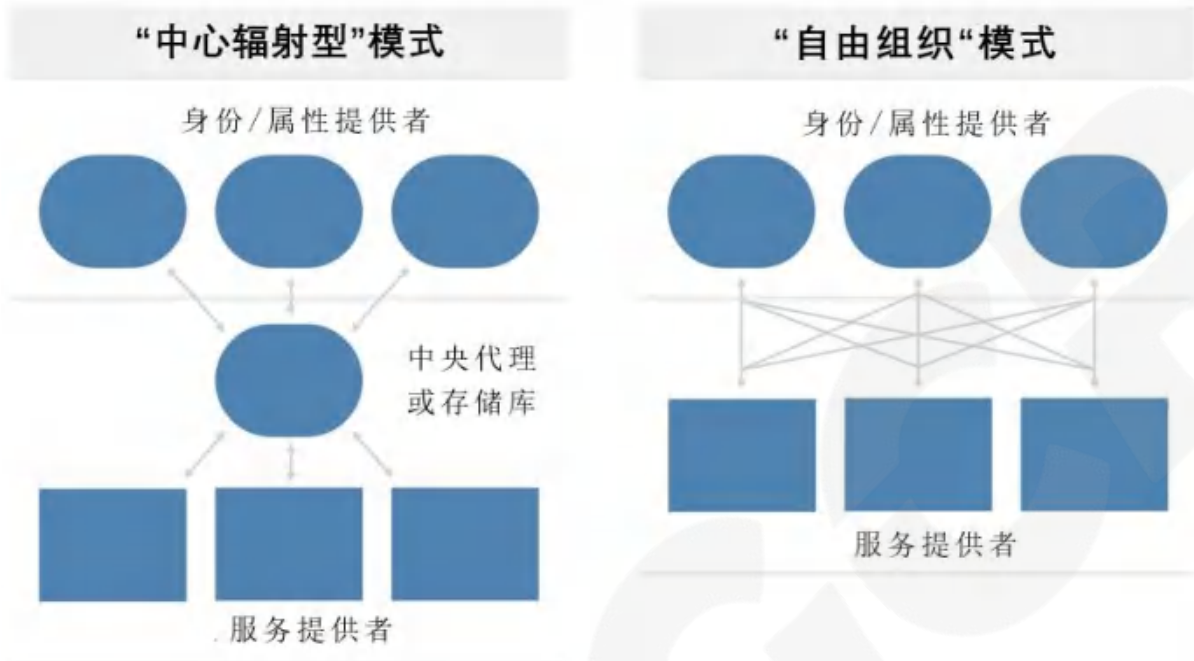 “中心辐射型”模式
身份/属性提供者
中央代理
或存储库
服务提供者
“自由组织“模式
身份/属性提供者
服务提供者